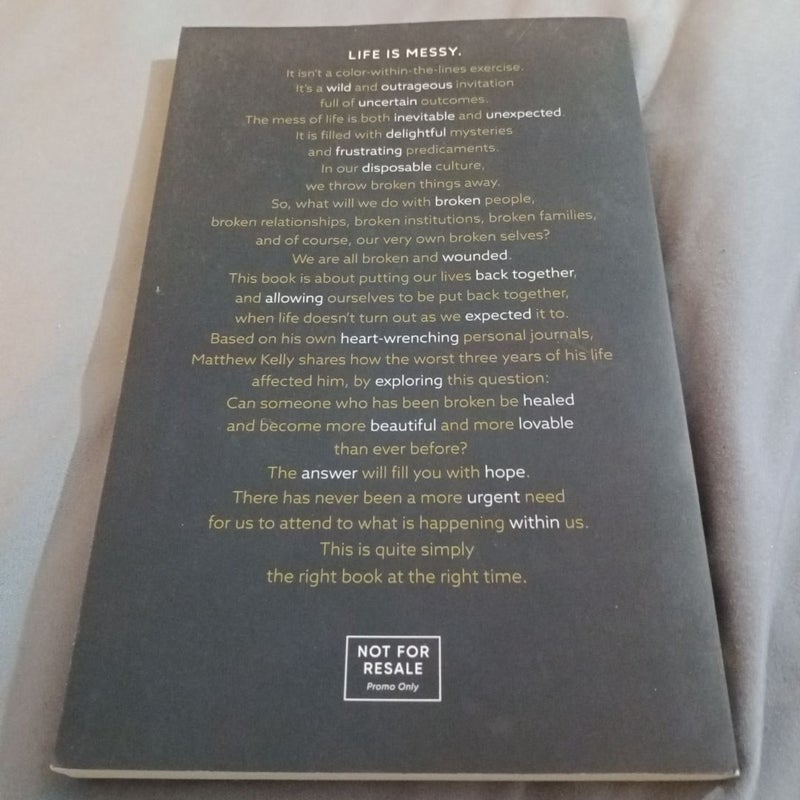 LIFE IS MESSY.
It isn't a color-within-the-lines exercise.
It's a wild and outrageous invitation
full of uncertain outcomes.
The mess of life is both inevitable and unexpected.
It is filled with delightful mysteries
and frustrating predicaments.
In our disposable culture,
we throw broken things away.
So, what will we do with broken people,
broken relationships, broken institutions, broken families,
and of course, our very own broken selves?
We are all broken and wounded.
This book is about putting our lives back together,
and allowing ourselves to be put back together,
when life doesn't turn out as we expected it to.
Based on his own heart-wrenching personal journals,
Matthew Kelly shares how the worst three years of his life
affected him, by exploring this question:
Can someone who has been broken be healed
and become more beautiful and more lovable
than ever before?
The answer will fill you with hope.
There has never been a more urgent need
for us to attend to what is happening within us.
This is quite simply
the right book at the right time.
NOT FOR
RESALE
Promo Only